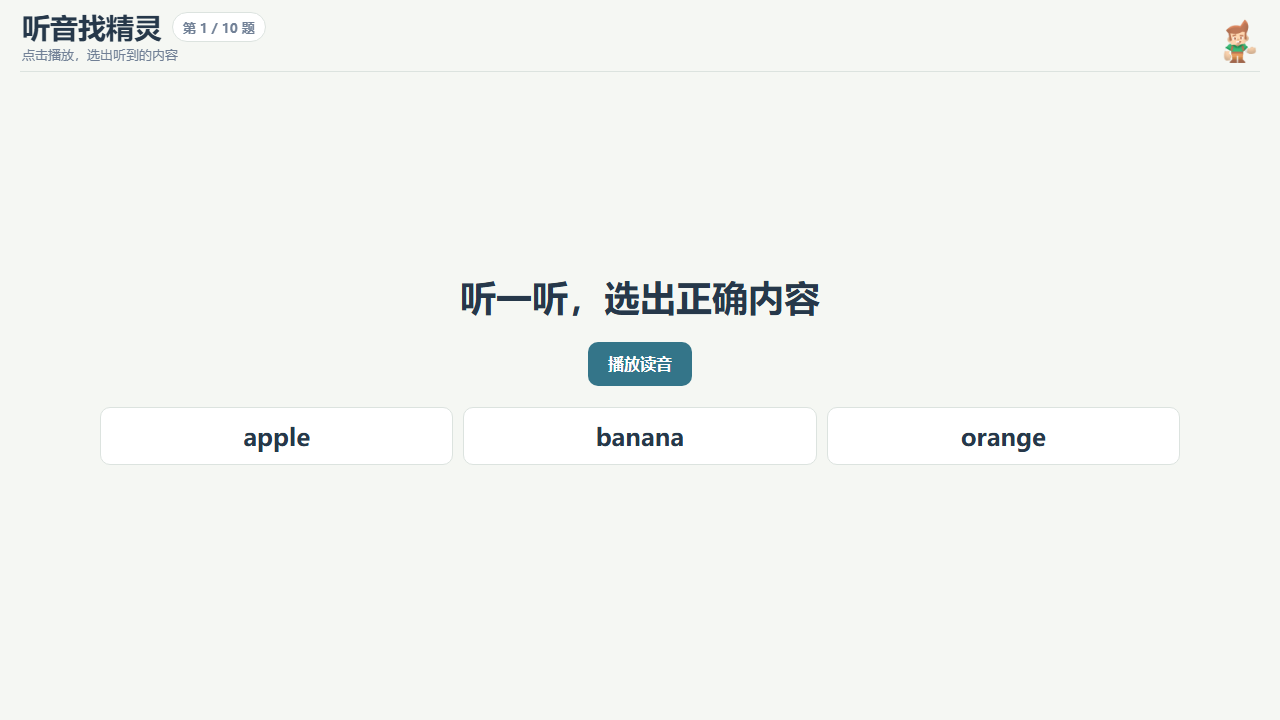 听音找精灵
第 1 / 10 题
点击播放，选出听到的内容
听一听，选出正确内容
播放读音
apple
banana
orange